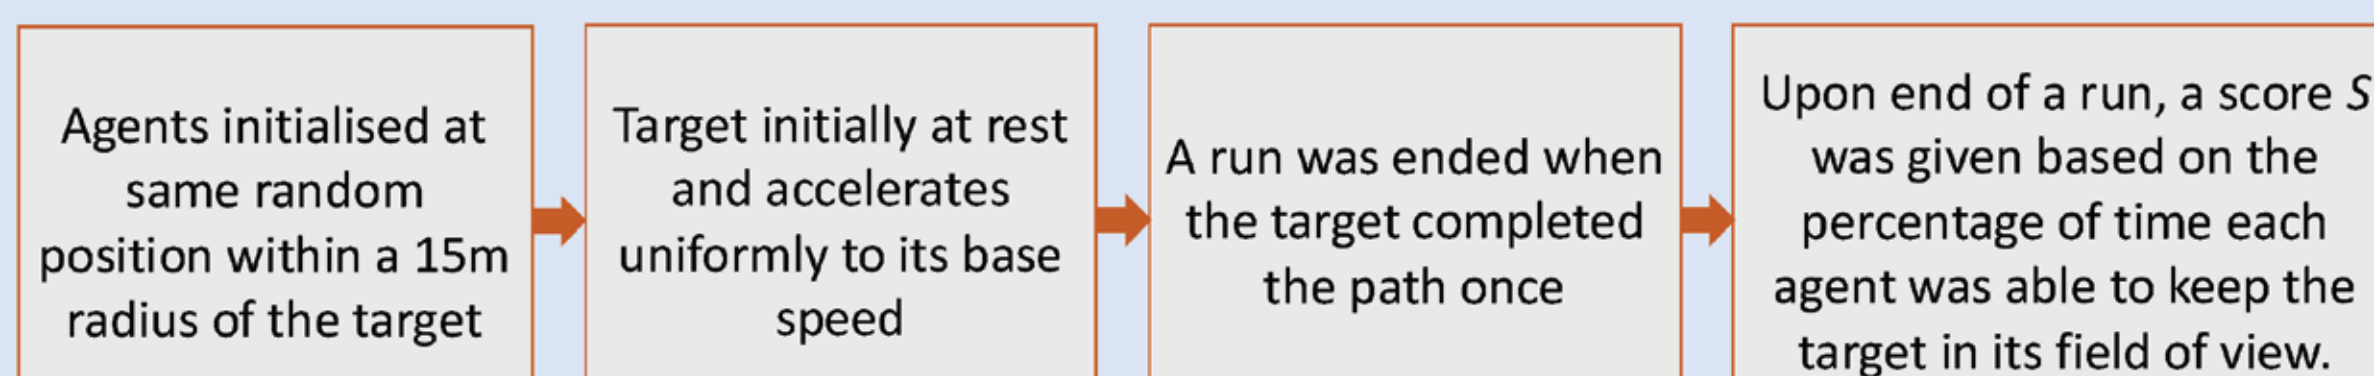 Agents initialised at
same random
position within a 15m
radius of the target
Target initially at rest
and accelerates
uniformly to its base
speed
A run was ended when
the target completed
the path once
Upon end of a run, a score S
was given based on the
percentage of time each
agent was able to keep the
target in its field of view.